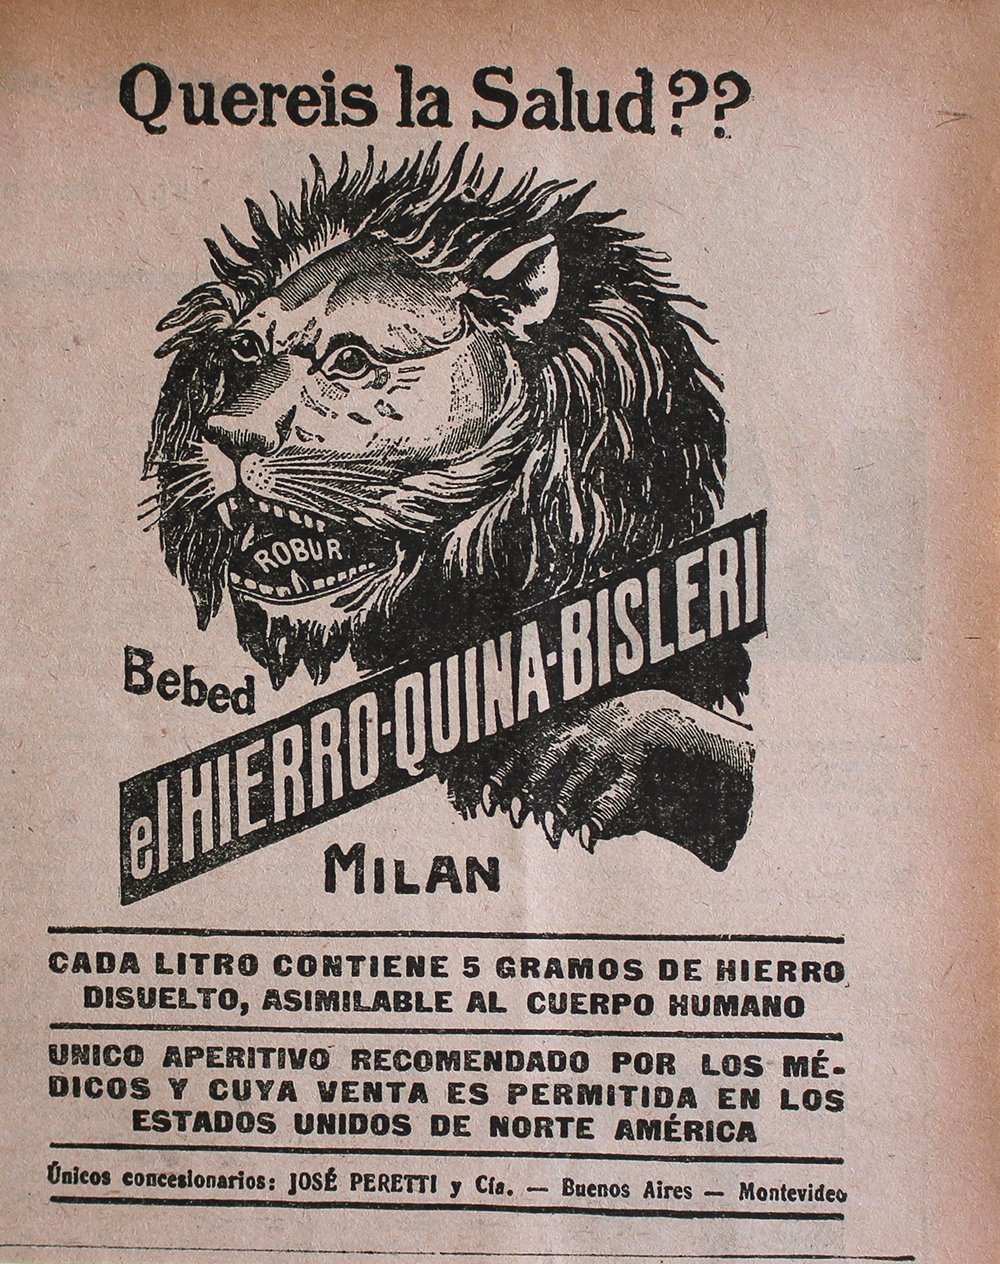 Quereis la Salud??
ROBUR
Bebed
el HIERRO-QUINA-BISLERI
MILAN
CADA LITRO CONTIENE 5 GRAMOS DE HIERRO
DISUELTO, ASIMILABLE AL CUERPO HUMANO
UNICO APERITIVO RECOMENDADO POR LOS MÉ-
DICOS Y CUYA VENTA ES PERMITIDA EN LOS
ESTADOS UNIDOS DE NORTE AMÉRICA
Únicos concesionarios: JOSÉ PERETTI y Cía. — Buenos Aires — Montevideo